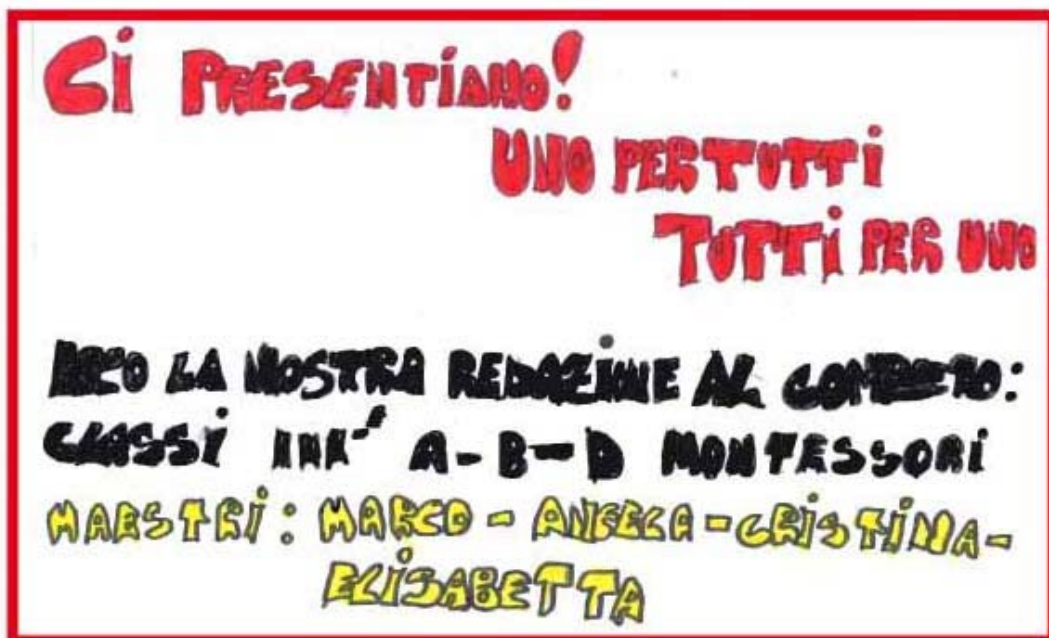 Ci PRESENTiAMO!
UNO PER TUTTi
TUTTi PER UNO
ECCO LA NOSTRA REDAZiONE AL COMPLETO:
CLASSi III^ A-B-D MONTESSORi
MAESTRi: MARCO - ANGELA - CRiSTiNA-
ELiSABETTA